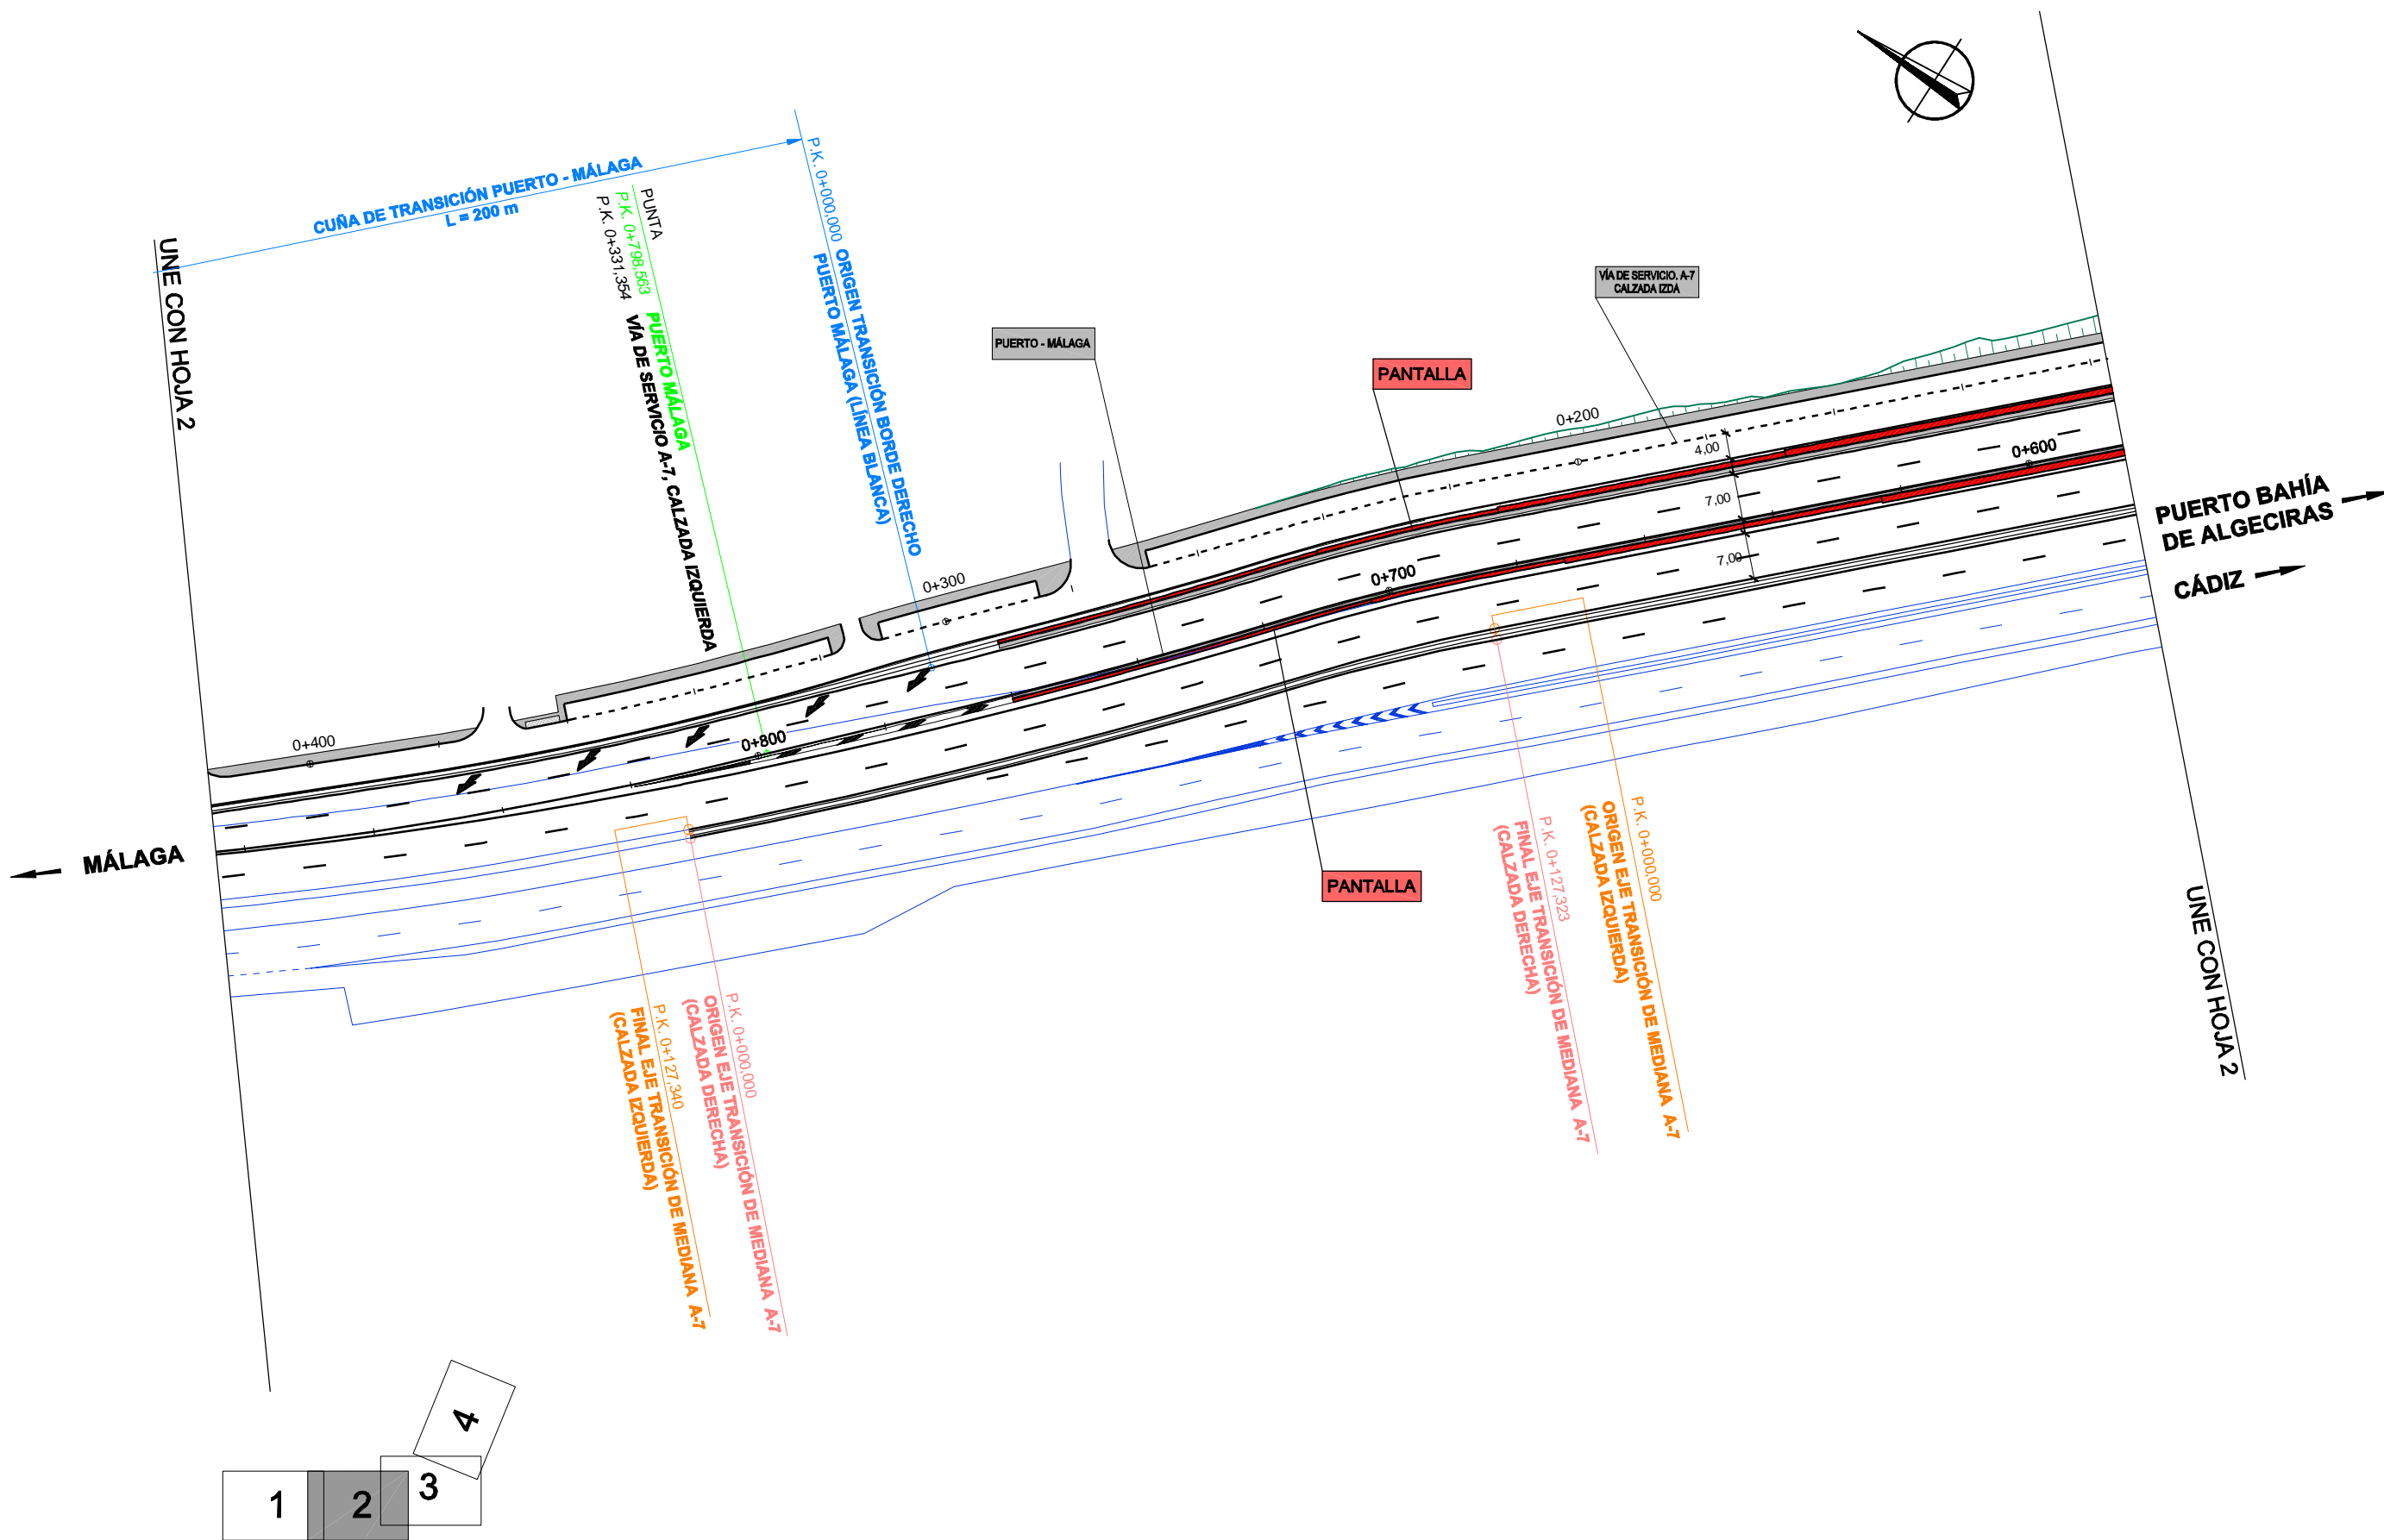 CUÑA DE TRANSICIÓN PUERTO - MÁLAGA
L = 200 m
UNE CON HOJA 2
PUNTA
P.K. 0+798,563 PUERTO MÁLAGA
P.K. 0+331,354 VÍA DE SERVICIO A-7, CALZADA IZQUIERDA
P.K. 0+000,000 ORIGEN TRANSICIÓN BORDE DERECHO
PUERTO MÁLAGA (LÍNEA BLANCA)
PUERTO - MÁLAGA
PANTALLA
VÍA DE SERVICIO. A-7
CALZADA IZDA
0+200
4,00
7,00
7,00
0+600
0+700
0+300
0+800
0+400
PUERTO BAHÍA
DE ALGECIRAS
CÁDIZ
MÁLAGA
PANTALLA
P.K. 0+000,000
ORIGEN EJE TRANSICIÓN DE MEDIANA A-7
(CALZADA IZQUIERDA)
P.K. 0+127,323
FINAL EJE TRANSICIÓN DE MEDIANA A-7
(CALZADA DERECHA)
P.K. 0+000,000
ORIGEN EJE TRANSICIÓN DE MEDIANA A-7
(CALZADA DERECHA)
P.K. 0+127,340
FINAL EJE TRANSICIÓN DE MEDIANA A-7
(CALZADA IZQUIERDA)
UNE CON HOJA 2
1
2
3
4